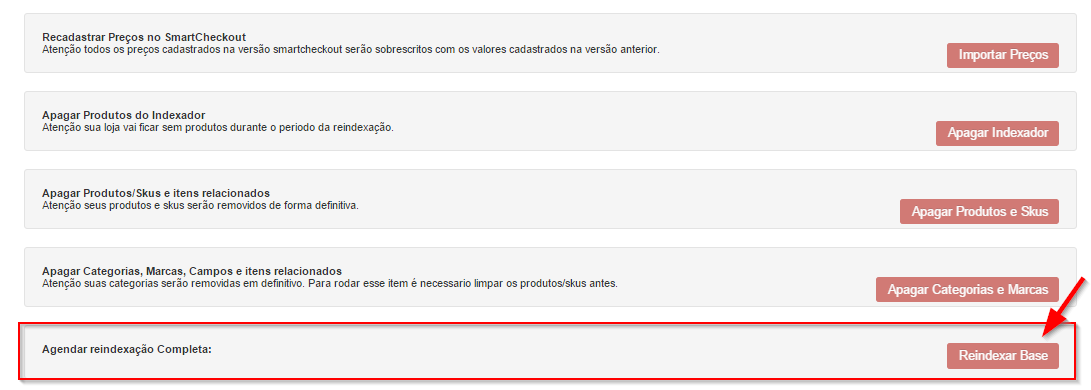 Recadastrar Preços no SmartCheckout
Atenção todos os preços cadastrados na versão smartcheckout serão sobrescritos com os valores cadastrados na versão anterior.
Importar Preços
Apagar Produtos do Indexador
Atenção sua loja vai ficar sem produtos durante o periodo da reindexação.
Apagar Indexador
Apagar Produtos/Skus e itens relacionados
Atenção seus produtos e skus serão removidos de forma definitiva.
Apagar Produtos e Skus
Apagar Categorias, Marcas, Campos e itens relacionados
Atenção suas categorias serão removidas em definitivo. Para rodar esse item é necessario limpar os produtos/skus antes.
Apagar Categorias e Marcas
Agendar reindexação Completa:
Reindexar Base